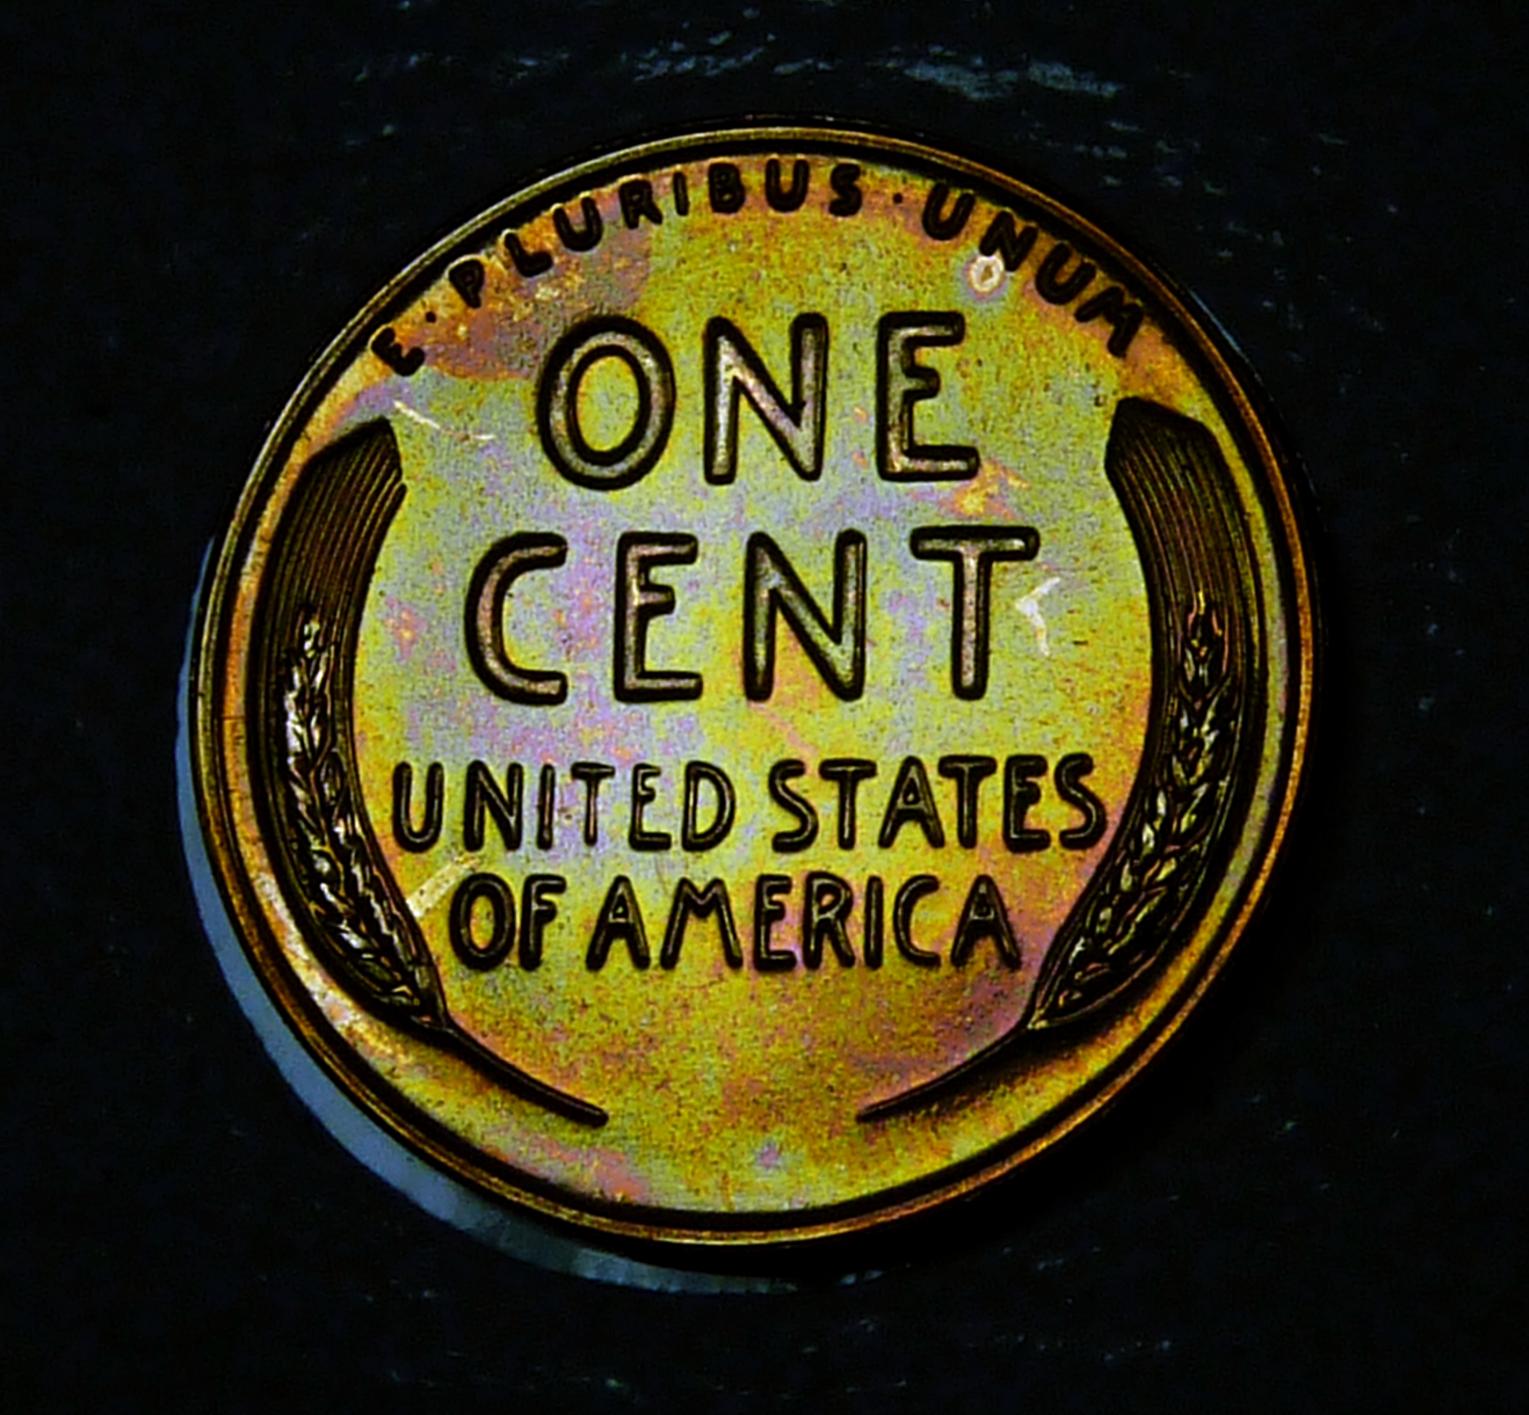 E · PLURIBUS · UNUM
ONE
CENT
UNITED STATES
OF AMERICA